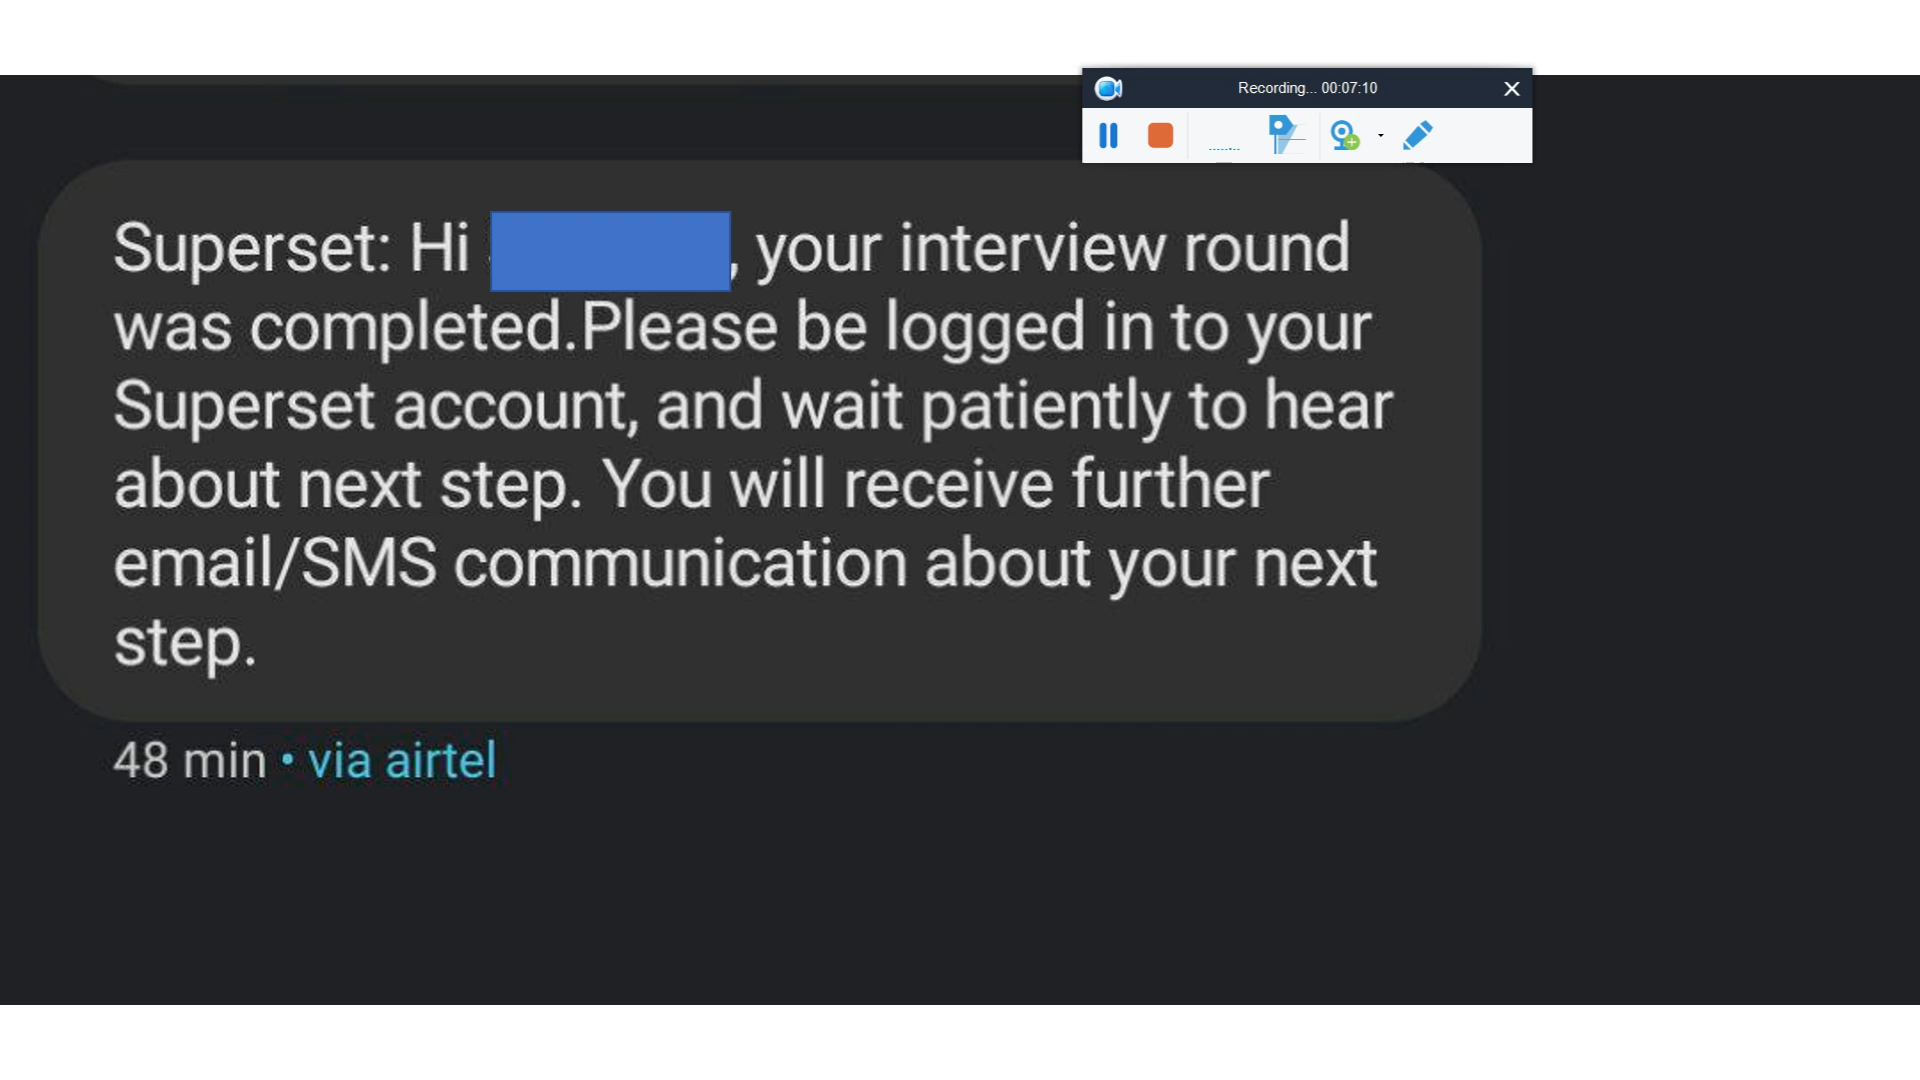 Recording... 00:07:10
Superset: Hi , your interview round
was completed.Please be logged in to your
Superset account, and wait patiently to hear
about next step. You will receive further
email/SMS communication about your next
step.
48 min • via airtel